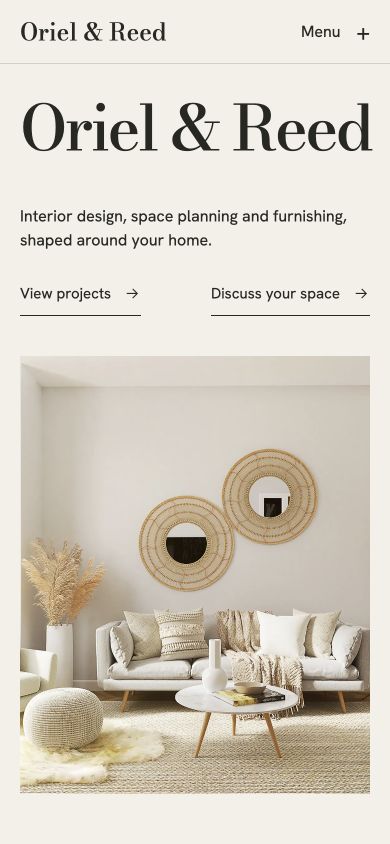 Oriel & Reed
Menu +
Oriel & Reed
Interior design, space planning and furnishing,
shaped around your home.
View projects →
Discuss your space →